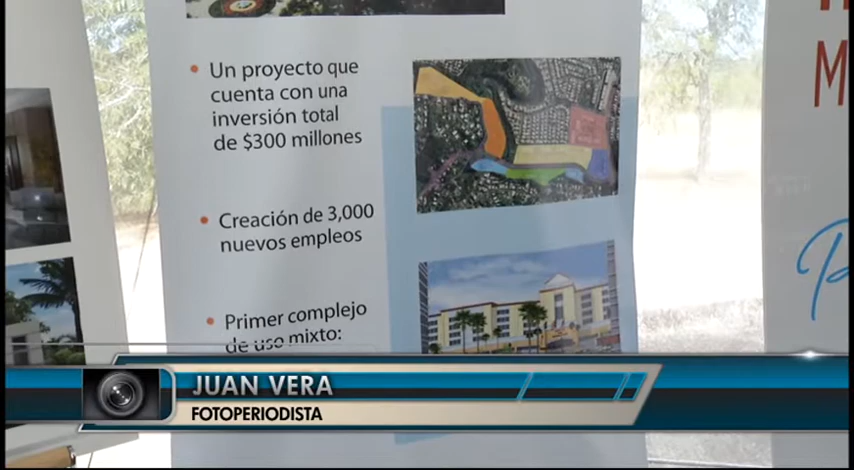 • Un proyecto que
cuenta con una
inversión total
de $300 millones
• Creación de 3,000
nuevos empleos
• Primer complejo
de uso mixto:
M
JUAN VERA
FOTOPERIODISTA